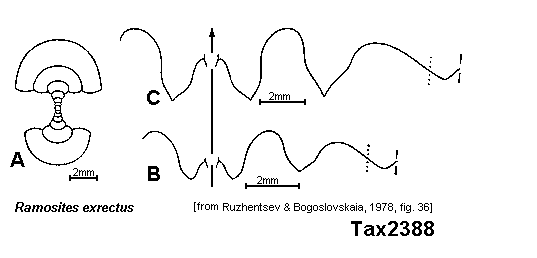 C
2mm
A
2mm
B
2mm
Ramosites exrectus
[from Ruzhentsev & Bogoslovskaia, 1978, fig. 36]
Tax2388